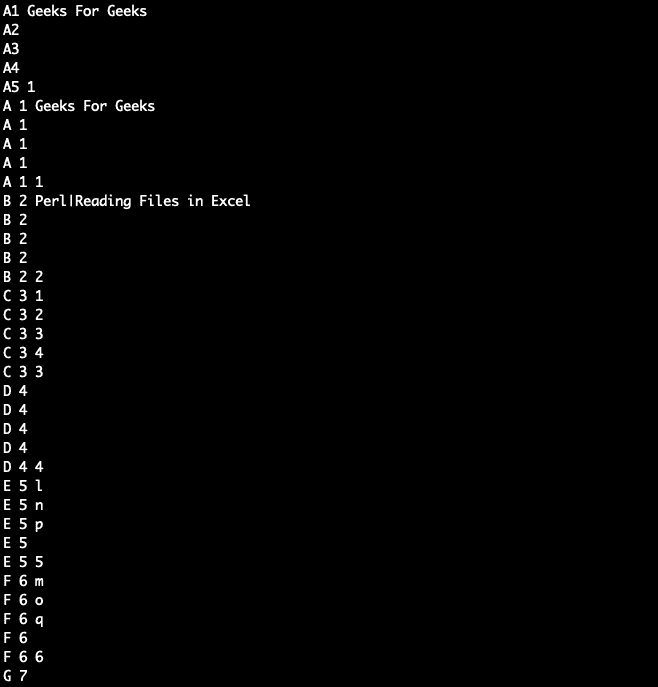 A1 Geeks For Geeks
A2
A3
A4
A5 1
A 1 Geeks For Geeks
A 1
A 1
A 1
A 1 1
B 2 Perl|Reading Files in Excel
B 2
B 2
B 2
B 2 2
C 3 1
C 3 2
C 3 3
C 3 4
C 3 3
D 4
D 4
D 4
D 4
D 4 4
E 5 l
E 5 n
E 5 p
E 5
E 5 5
F 6 m
F 6 o
F 6 q
F 6
F 6 6
G 7